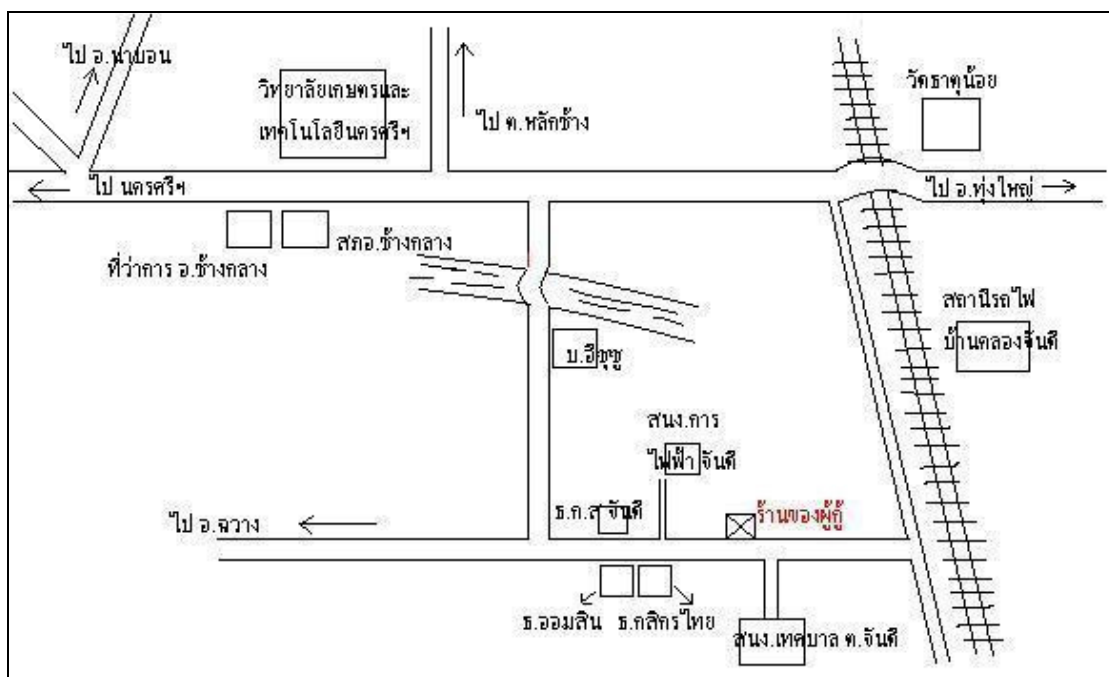 ไป อ.นาบอน
วิทยาลัยเกษตรและ
เทคโนโลยีนครศรีฯ
ไป ต.หลักช้าง
วัดธาตุน้อย
ไป นครศรีฯ
ไป อ.ทุ่งใหญ่
สภอ.ช้างกลาง
ที่ว่าการ อ.ช้างกลาง
สถานีรถไฟ
บ้านคลองจันดี
บ.อีซูซุ
สนง.การ
ไฟฟ้า จันดี
ธ.ก.ส จันดี
ร้านของผู้กู้
ไป อ.ฉวาง
ธ.ออมสิน
ธ.กสิกรไทย
สนง.เทศบาล ต.จันดี